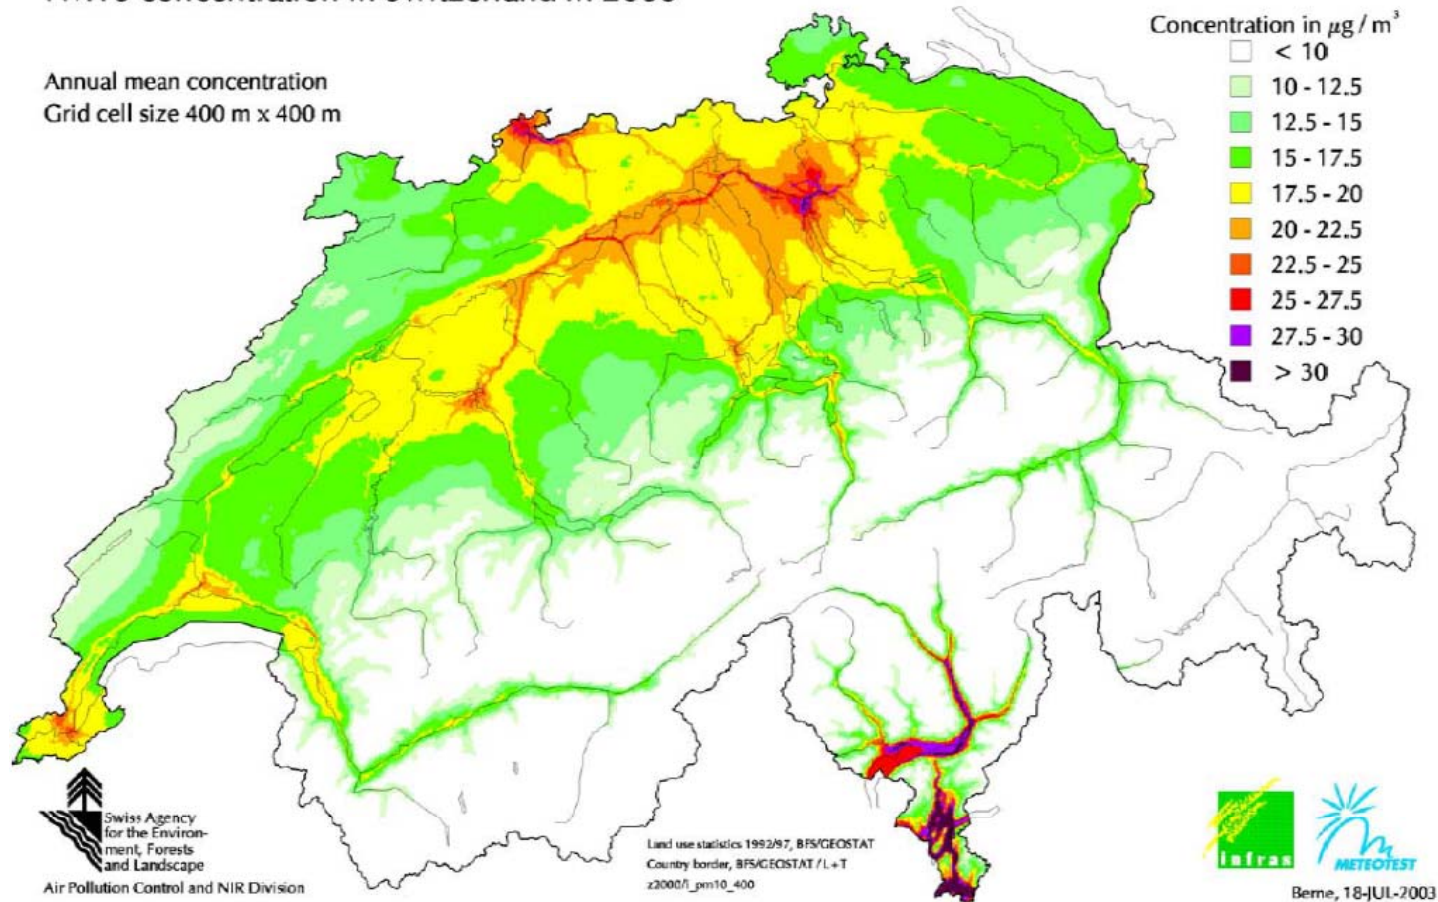 Annual mean concentration
Grid cell size 400 m x 400 m
Concentration in µg / m³
< 10
10 - 12.5
12.5 - 15
15 - 17.5
17.5 - 20
20 - 22.5
22.5 - 25
25 - 27.5
27.5 - 30
> 30
Swiss Agency
for the Environ-
ment, Forests
and Landscape
Air Pollution Control and NIR Division
Land use statistics 1992/97, BFS/GEOSTAT
Country border, BFS/GEOSTAT / L+T
z2000/i_pm10_400
infras
METEOTEST
Berne, 18-JUL-2003